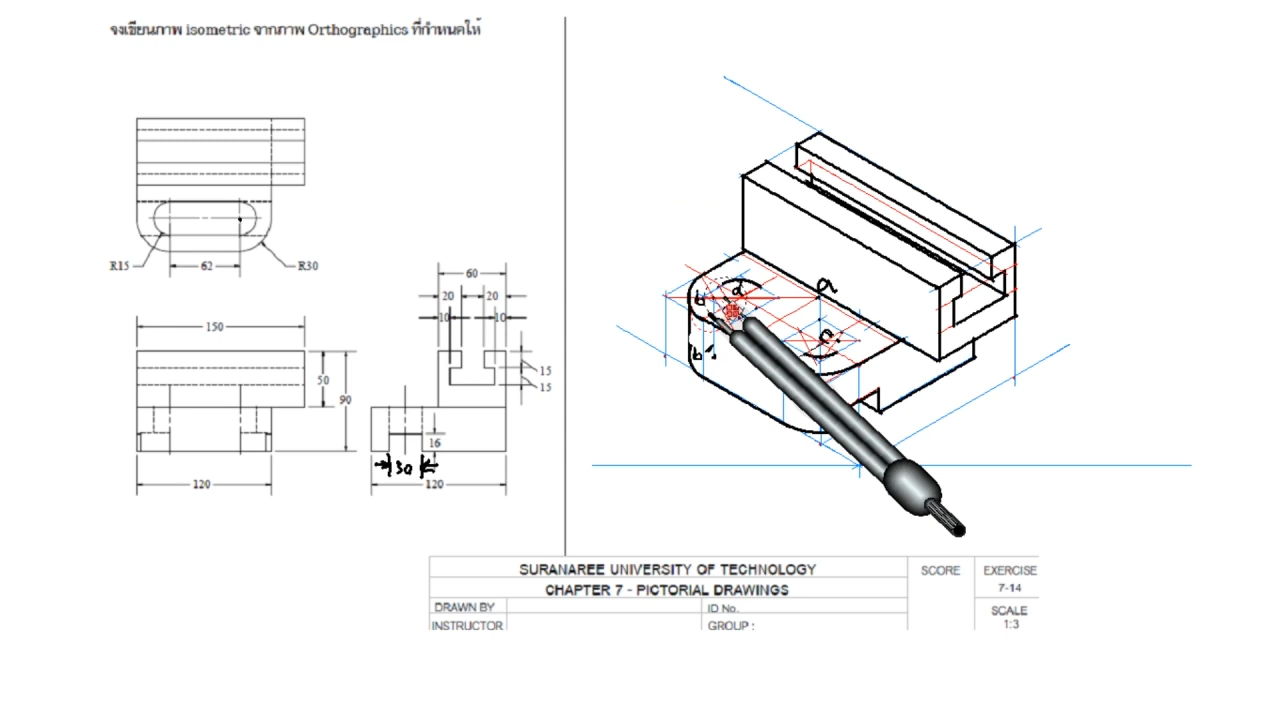 จงเขียนภาพ isometric จากภาพ Orthographics ที่กำหนดให้
R15
62
R30
150
50
90
120
60
20
20
10
10
15
15
16
30
120
a
b
d
c
b'
SURANAREE UNIVERSITY OF TECHNOLOGY
CHAPTER 7 - PICTORIAL DRAWINGS
DRAWN BY
ID No.
INSTRUCTOR
GROUP :
SCORE
EXERCISE
7-14
SCALE
1:3